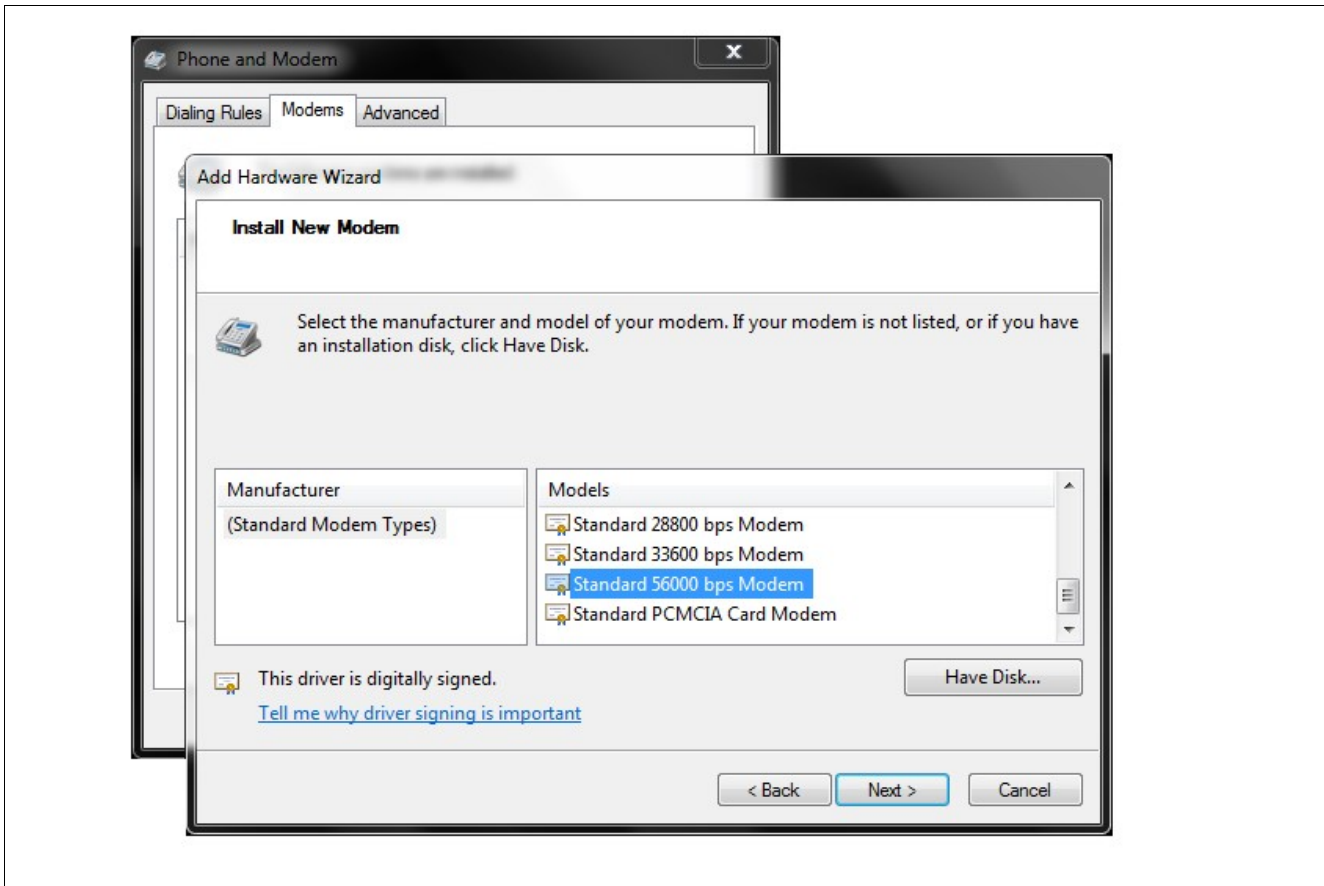 Phone and Modem
Dialing Rules Modems Advanced
Add Hardware Wizard
Install New Modem
Select the manufacturer and model of your modem. If your modem is not listed, or if you have
an installation disk, click Have Disk.
Manufacturer Models
(Standard Modem Types) Standard 28800 bps Modem
Standard 33600 bps Modem
Standard 56000 bps Modem
Standard PCMCIA Card Modem
This driver is digitally signed. Have Disk...
Tell me why driver signing is important
< Back Next > Cancel